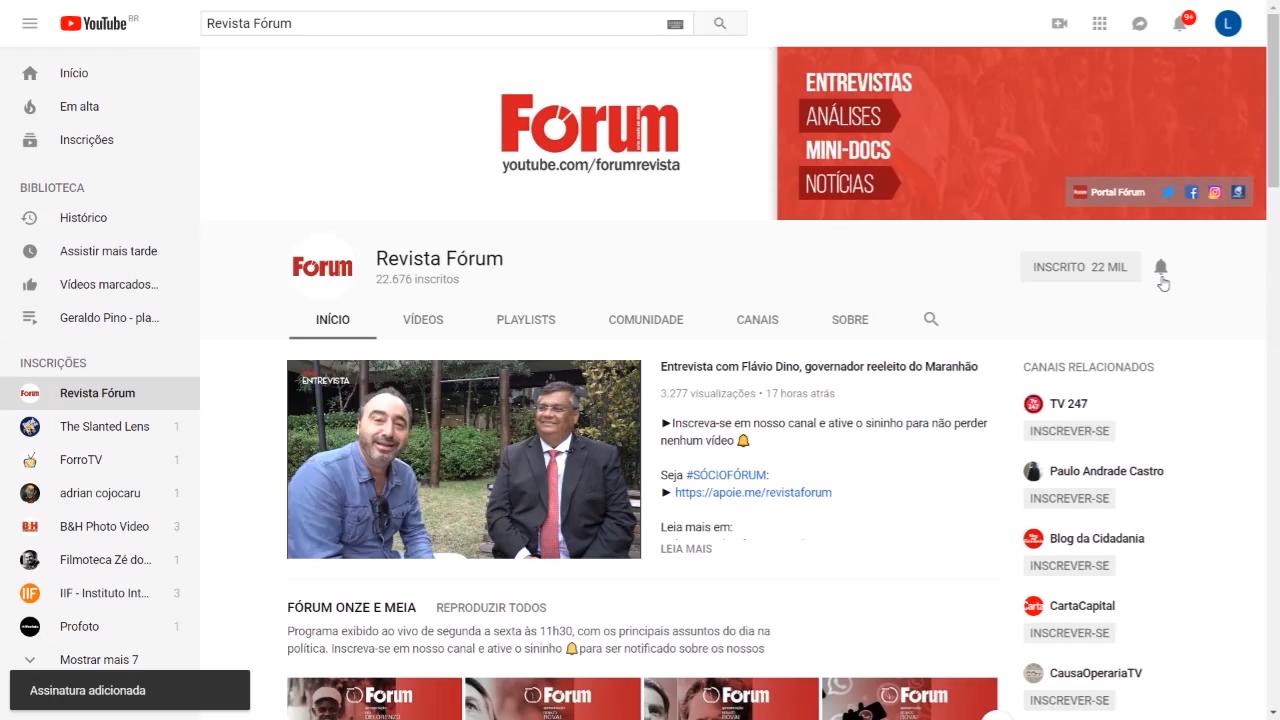 YouTube BR
Revista Fórum
9+
L
Início
Em alta
Inscrições
BIBLIOTECA
Histórico
Assistir mais tarde
Vídeos marcados...
Geraldo Pino - pla...
INSCRIÇÕES
Revista Fórum
The Slanted Lens 1
ForroTV 1
adrian cojocaru 1
B&H Photo Video 3
Filmoteca Zé do... 1
IIF - Instituto Int... 3
Profoto 1
Mostrar mais 7
Assinatura adicionada
Fórum
youtube.com/forumrevista
ENTREVISTAS
ANÁLISES
MINI-DOCS
NOTÍCIAS
Portal Fórum
Fórum
Revista Fórum
22.676 inscritos
INSCRITO 22 MIL
INÍCIO VÍDEOS PLAYLISTS COMUNIDADE CANAIS SOBRE
ENTREVISTA
Entrevista com Flávio Dino, governador reeleito do Maranhão
3.277 visualizações • 17 horas atrás
►Inscreva-se em nosso canal e ative o sininho para não perder
nenhum vídeo 🔔
Seja #SÓCIOFÓRUM:
► https://apoie.me/revistaforum
Leia mais em:
LEIA MAIS
FÓRUM ONZE E MEIA REPRODUZIR TODOS
Programa exibido ao vivo de segunda a sexta às 11h30, com os principais assuntos do dia na
política. Inscreva-se em nosso canal e ative o sininho 🔔para ser notificado sobre os nossos
Fórum Fórum Fórum Fórum
CANAIS RELACIONADOS
TV 247
INSCREVER-SE
Paulo Andrade Castro
INSCREVER-SE
Blog da Cidadania
INSCREVER-SE
CartaCapital
INSCREVER-SE
CausaOperariaTV
INSCREVER-SE